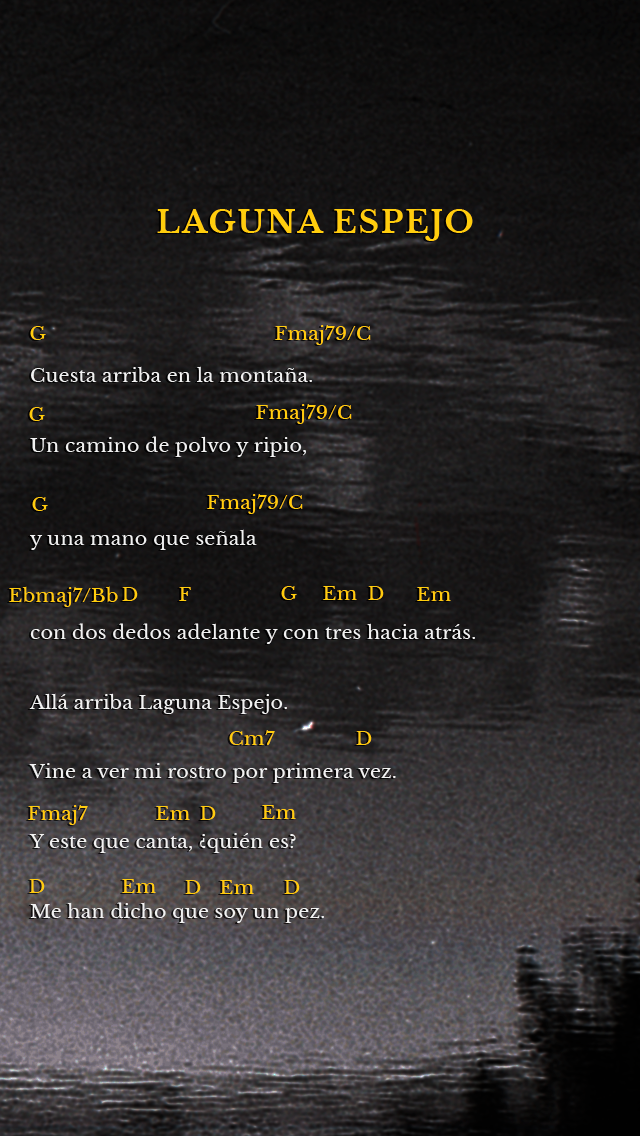 LAGUNA ESPEJO
G Fmaj79/C
Cuesta arriba en la montaña.
G Fmaj79/C
Un camino de polvo y ripio,
G Fmaj79/C
y una mano que señala
Ebmaj7/Bb D F G Em D Em
con dos dedos adelante y con tres hacia atrás.
Allá arriba Laguna Espejo.
Cm7 D
Vine a ver mi rostro por primera vez.
Fmaj7 Em D Em
Y este que canta, ¿quién es?
D Em D Em D
Me han dicho que soy un pez.